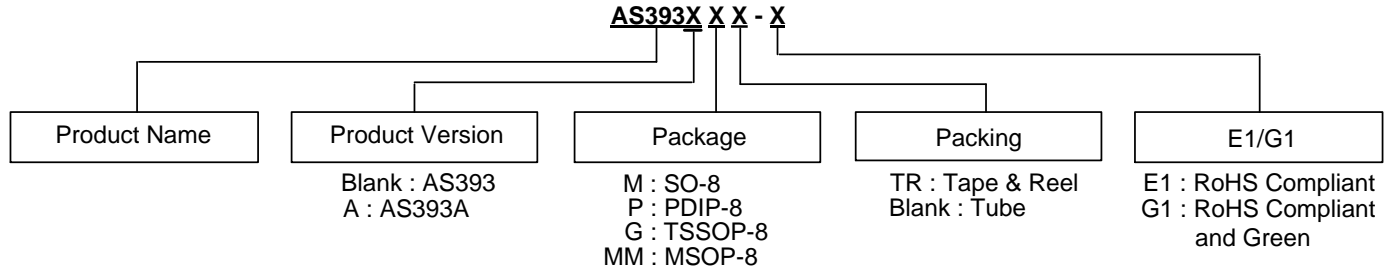 AS393X X X - X
Product Name
Product Version
Package
Packing
E1/G1
Blank : AS393
A : AS393A
M : SO-8
P : PDIP-8
G : TSSOP-8
MM : MSOP-8
TR : Tape & Reel
Blank : Tube
E1 : RoHS Compliant
G1 : RoHS Compliant
and Green